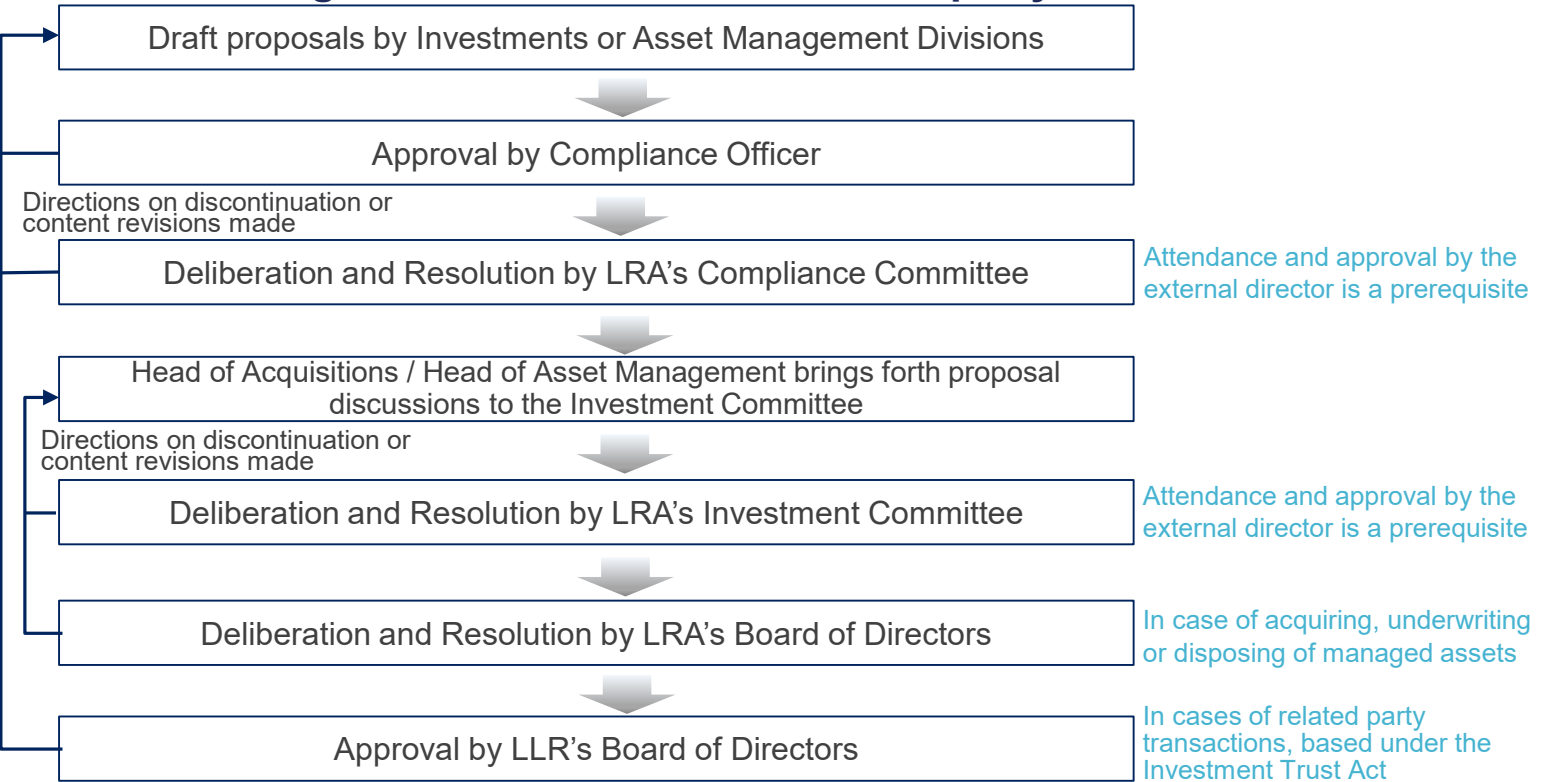 Draft proposals by Investments or Asset Management Divisions
Approval by Compliance Officer
Directions on discontinuation or
content revisions made
Deliberation and Resolution by LRA’s Compliance Committee
Attendance and approval by the
external director is a prerequisite
Head of Acquisitions / Head of Asset Management brings forth proposal
discussions to the Investment Committee
Directions on discontinuation or
content revisions made
Deliberation and Resolution by LRA’s Investment Committee
Attendance and approval by the
external director is a prerequisite
Deliberation and Resolution by LRA’s Board of Directors
In case of acquiring, underwriting
or disposing of managed assets
Approval by LLR’s Board of Directors
In cases of related party
transactions, based under the
Investment Trust Act